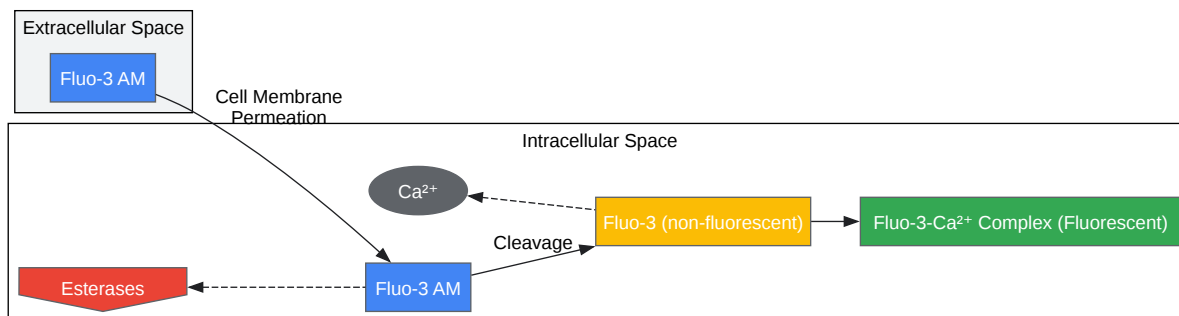 Extracellular Space
Fluo-3 AM
Cell Membrane
Permeation
Intracellular Space
Ca²⁺
Fluo-3 (non-fluorescent)
Fluo-3-Ca²⁺ Complex (Fluorescent)
Cleavage
Esterases
Fluo-3 AM